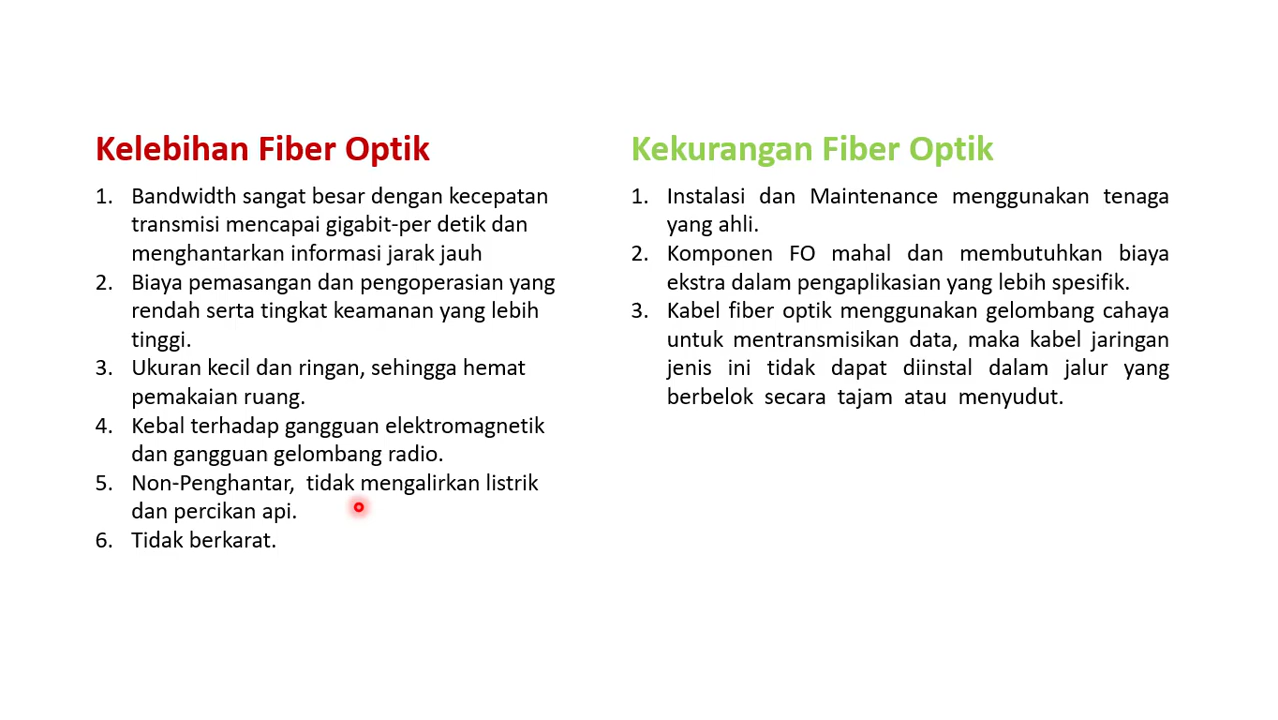 Kelebihan Fiber Optik
1. Bandwidth sangat besar dengan kecepatan
transmisi mencapai gigabit-per detik dan
menghantarkan informasi jarak jauh
2. Biaya pemasangan dan pengoperasian yang
rendah serta tingkat keamanan yang lebih
tinggi.
3. Ukuran kecil dan ringan, sehingga hemat
pemakaian ruang.
4. Kebal terhadap gangguan elektromagnetik
dan gangguan gelombang radio.
5. Non-Penghantar, tidak mengalirkan listrik
dan percikan api.
6. Tidak berkarat.
Kekurangan Fiber Optik
1. Instalasi dan Maintenance menggunakan tenaga
yang ahli.
2. Komponen FO mahal dan membutuhkan biaya
ekstra dalam pengaplikasian yang lebih spesifik.
3. Kabel fiber optik menggunakan gelombang cahaya
untuk mentransmisikan data, maka kabel jaringan
jenis ini tidak dapat diinstal dalam jalur yang
berbelok secara tajam atau menyudut.